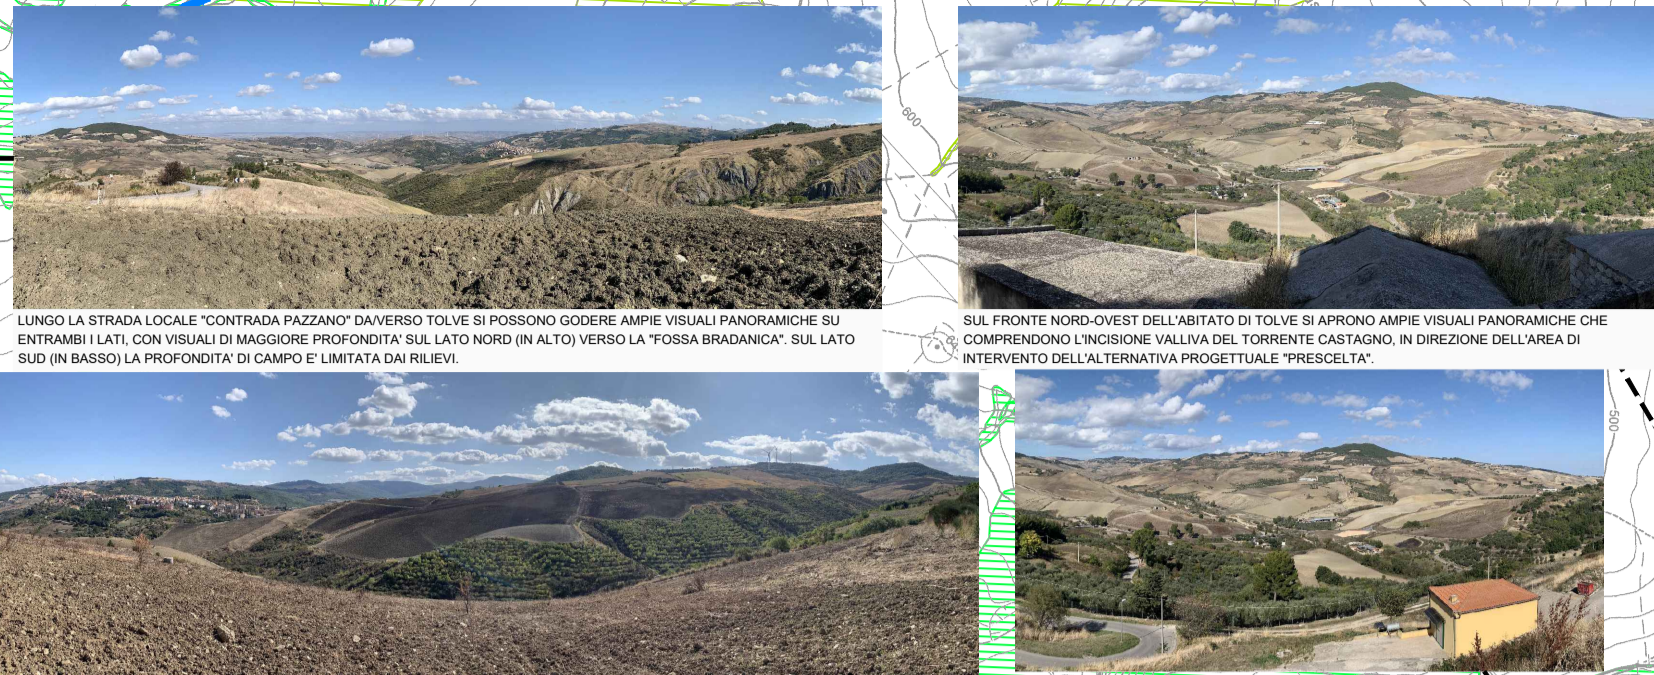 600
LUNGO LA STRADA LOCALE "CONTRADA PAZZANO" DA/VERSO TOLVE SI POSSONO GODERE AMPIE VISUALI PANORAMICHE SU
ENTRAMBI I LATI, CON VISUALI DI MAGGIORE PROFONDITA' SUL LATO NORD (IN ALTO) VERSO LA "FOSSA BRADANICA". SUL LATO
SUD (IN BASSO) LA PROFONDITA' DI CAMPO E' LIMITATA DAI RILIEVI.
SUL FRONTE NORD-OVEST DELL'ABITATO DI TOLVE SI APRONO AMPIE VISUALI PANORAMICHE CHE
COMPRENDONO L'INCISIONE VALLIVA DEL TORRENTE CASTAGNO, IN DIREZIONE DELL'AREA DI
INTERVENTO DELL'ALTERNATIVA PROGETTUALE "PRESCELTA".
500